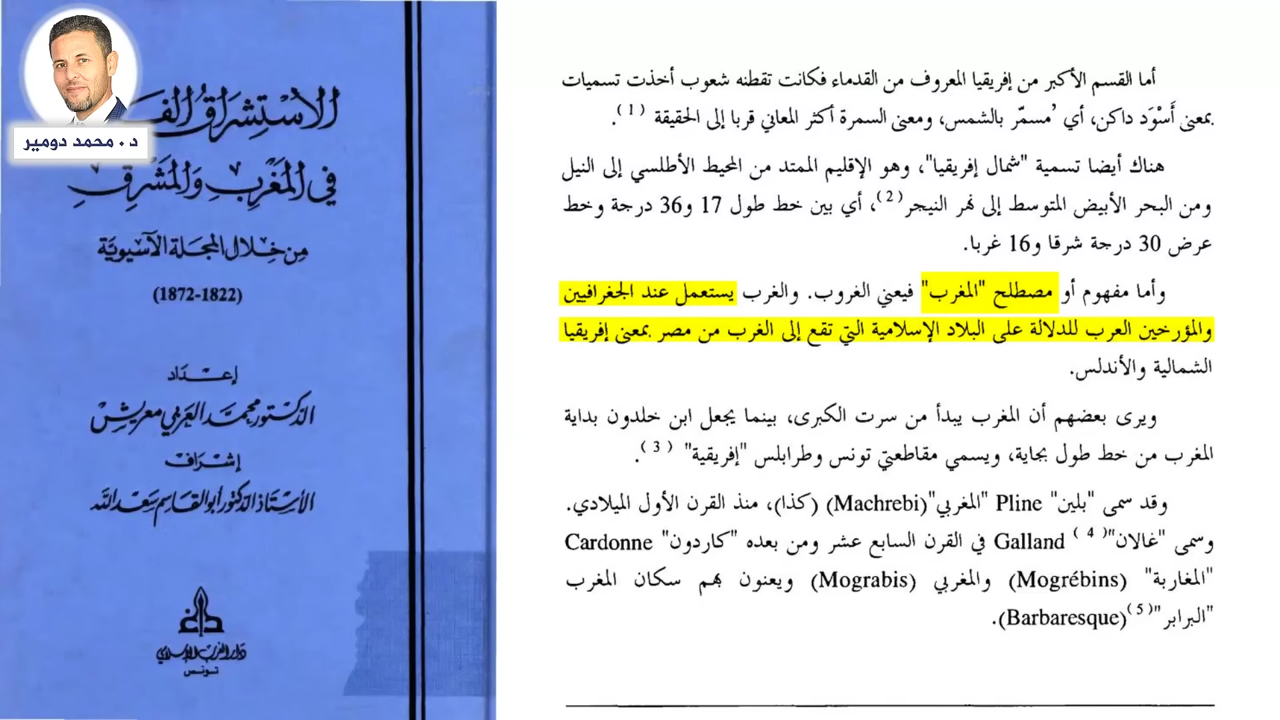 الاستشراق
د. محمد دومير
في المغرب والمشرق
من خلال المجلة الآسيوية
(1872-1822)
إعداد
الدكتور محمد العربي معريش
إشراف
الأستاذ الدكتور أبو القاسم سعد الله
دار الغرب الإسلامي
تونس
أما القسم الأكبر من إفريقيا المعروف من القدماء فكانت تقطنه شعوب أخذت تسميات
بمعنى أَسْوَد داكن، أي مُسمّر بالشمس، ومعنى السمرة أكثر المعاني قربا إلى الحقيقة (1).
هناك أيضا تسمية "شمال إفريقيا"، وهو الإقليم الممتد من المحيط الأطلسي إلى النيل
ومن البحر الأبيض المتوسط إلى نهر النيجر(2)، أي بين خط طول 17 و36 درجة وخط
عرض 30 درجة شرقا و16 غربا.
وأما مفهوم أو مصطلح "المغرب" فيعني الغروب. والغرب يستعمل عند الجغرافيين
والمؤرخين العرب للدلالة على البلاد الإسلامية التي تقع إلى الغرب من مصر بمعنى إفريقيا
الشمالية والأندلس.
ويرى بعضهم أن المغرب يبدأ من سرت الكبرى، بينما يجعل ابن خلدون بداية
المغرب من خط طول بجاية، ويسمي مقاطعتي تونس وطرابلس "إفريقية" (3).
وقد سمى "بلين" Pline "المغربي"(Machrebi) (كذا)، منذ القرن الأول الميلادي.
وسمى "غالان"(4) Galland في القرن السابع عشر ومن بعده "كاردون" Cardonne
"المغاربة" (Mogrébins) والمغربي (Mograbis) ويعنون بهم سكان المغرب
"البرابر"(5)(Barbaresque).